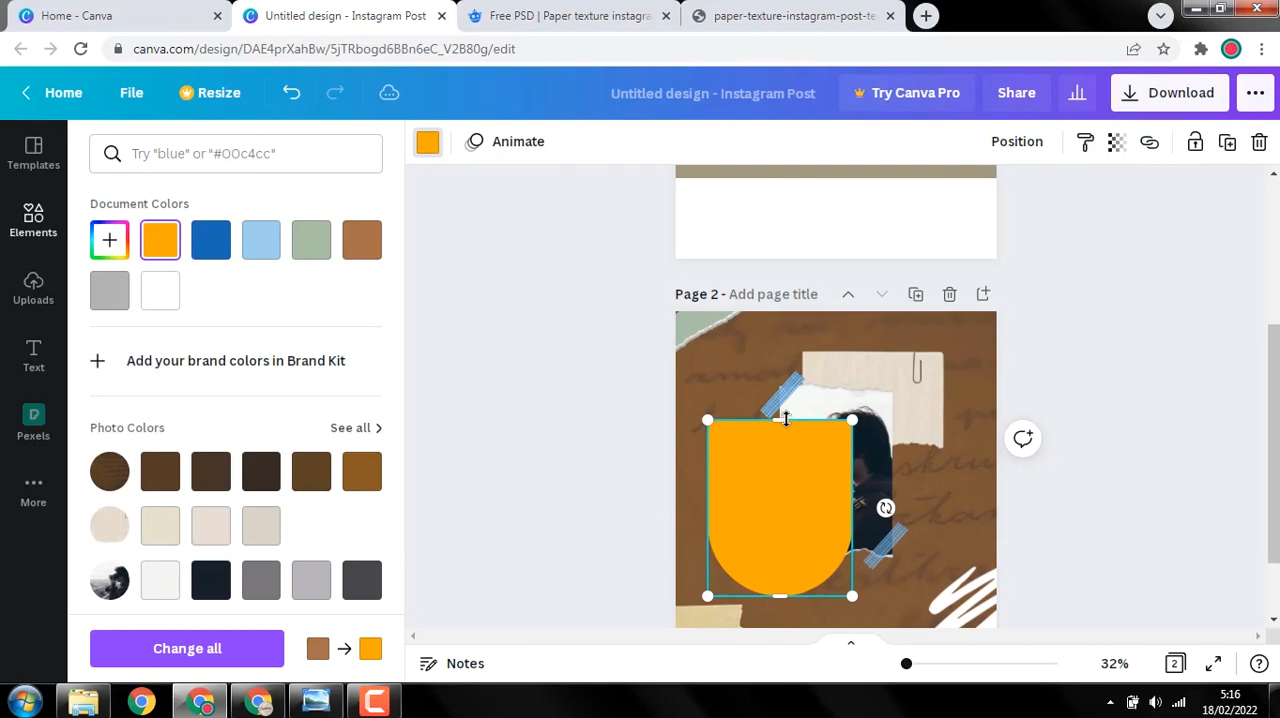 Home - Canva
Untitled design - Instagram Post
Free PSD | Paper texture instagra
paper-texture-instagram-post-te
canva.com/design/DAE4prXahBw/5jTRbogd6BBn6eC_V2B80g/edit
Home
File
Resize
Untitled design - Instagram Post
Try Canva Pro
Share
Download
Templates
Elements
Uploads
Text
Pexels
More
Try "blue" or "#00c4cc"
Document Colors
Add your brand colors in Brand Kit
Photo Colors
See all
Change all
Animate
Position
Page 2 - Add page title
Notes
32%
2
5:16
18/02/2022